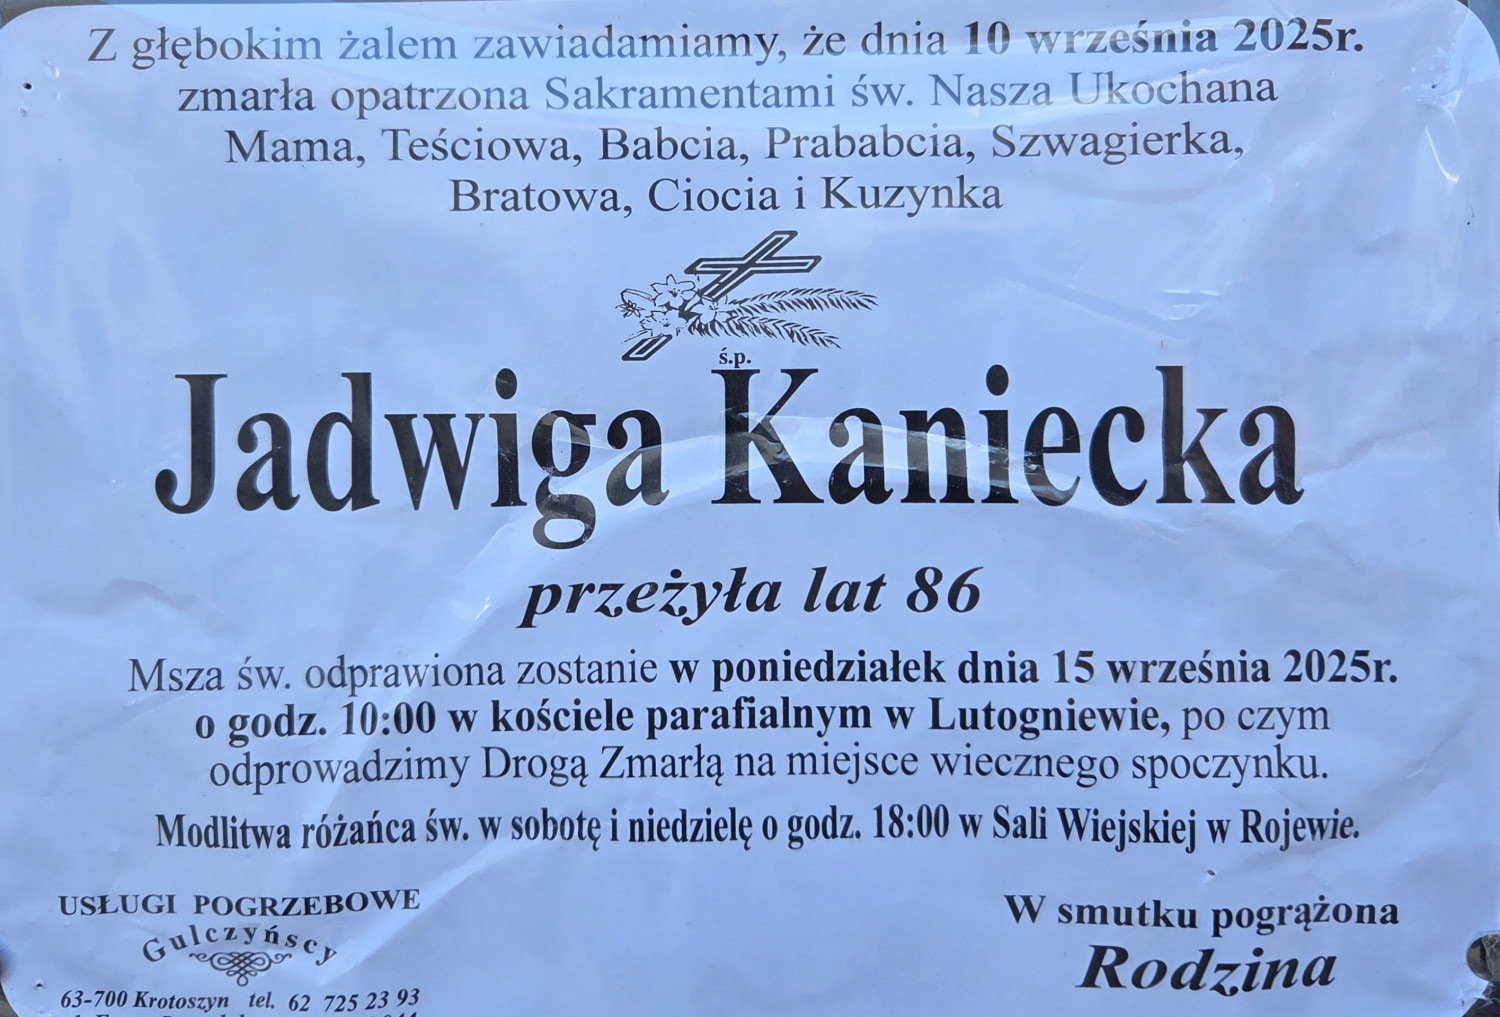 Z głębokim żalem zawiadamiamy, że dnia 10 września 2025r.
zmarła opatrzona Sakramentami św. Nasza Ukochana
Mama, Teściowa, Babcia, Prababcia, Szwagierka,
Bratowa, Ciocia i Kuzynka
ś.p.
Jadwiga Kaniecka
przeżyła lat 86
Msza św. odprawiona zostanie w poniedziałek dnia 15 września 2025r.
o godz. 10:00 w kościele parafialnym w Lutogniewie, po czym
odprowadzimy Drogą Zmarłą na miejsce wiecznego spoczynku.
Modlitwa różańca św. w sobotę i niedzielę o godz. 18:00 w Sali Wiejskiej w Rojewie.
USŁUGI POGRZEBOWE
Gulczyńscy
63-700 Krotoszyn tel. 62 725 23 93
W smutku pogrążona
Rodzina